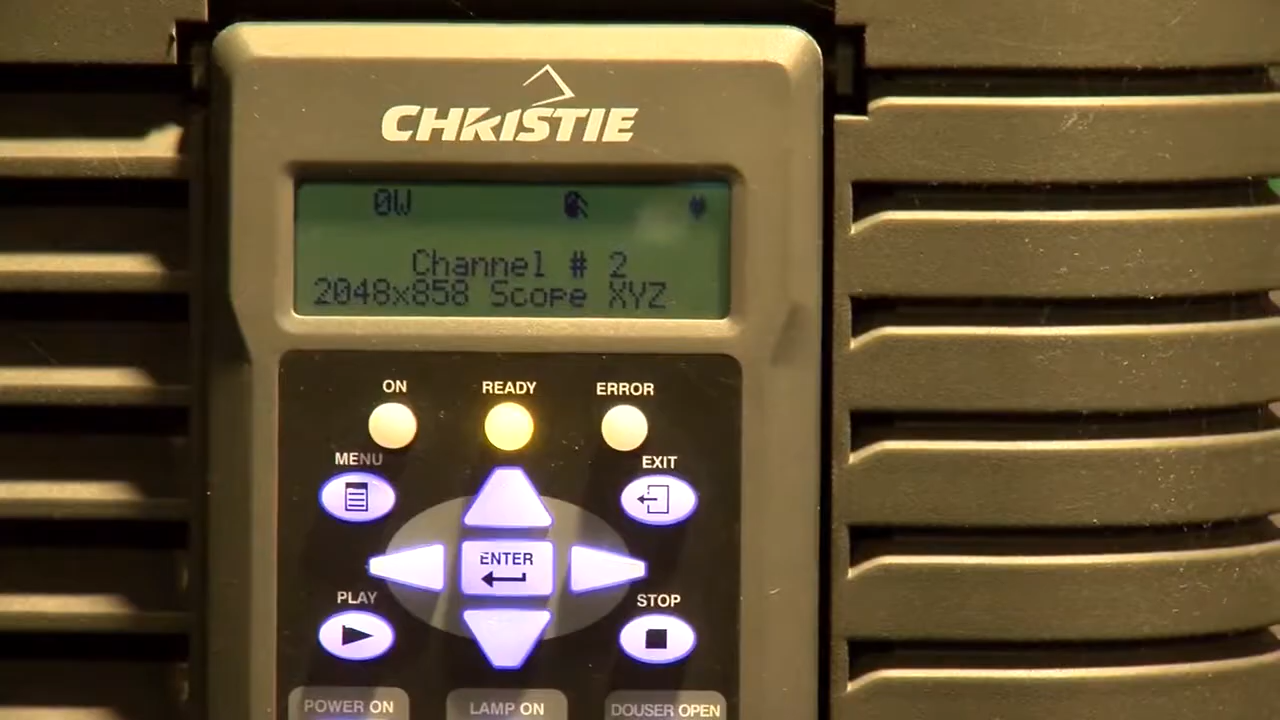 CHRISTIE
0W
Channel # 2
2048x858 Scope XYZ
ON READY ERROR
MENU EXIT
ENTER
PLAY STOP
POWER ON LAMP ON DOUSER OPEN